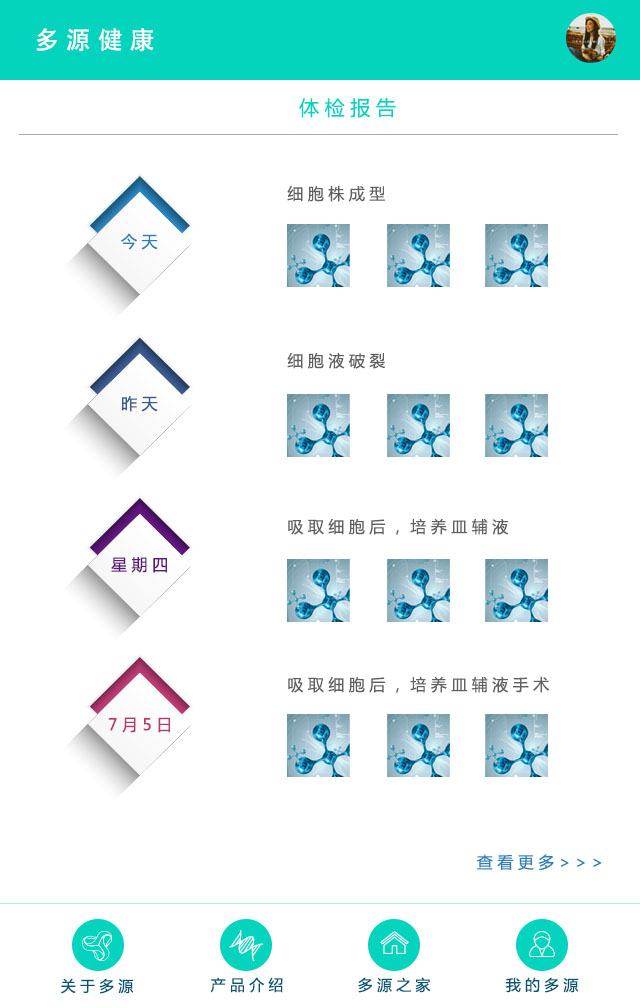 多源健康
体检报告
今天
细胞株成型
昨天
细胞液破裂
星期四
吸取细胞后，培养皿辅液
7月5日
吸取细胞后，培养皿辅液手术
查看更多>>>
关于多源
产品介绍
多源之家
我的多源